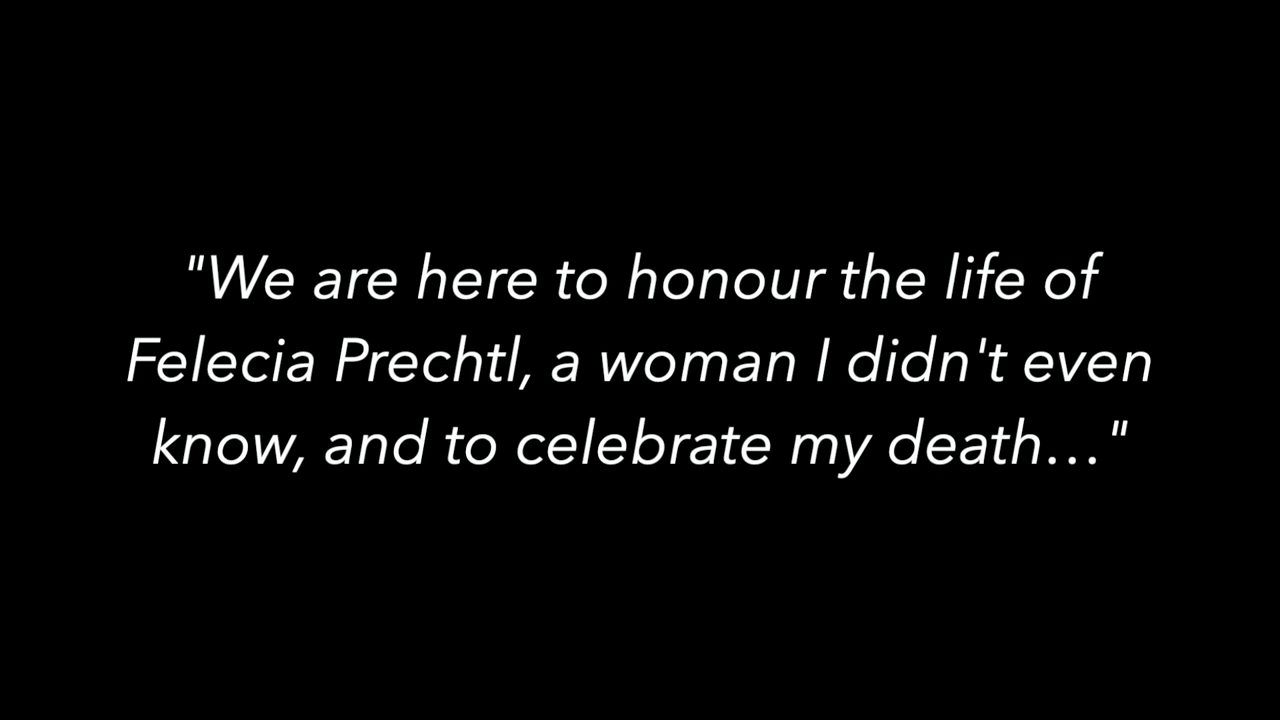 "We are here to honour the life of
Felecia Prechtl, a woman I didn't even
know, and to celebrate my death…"